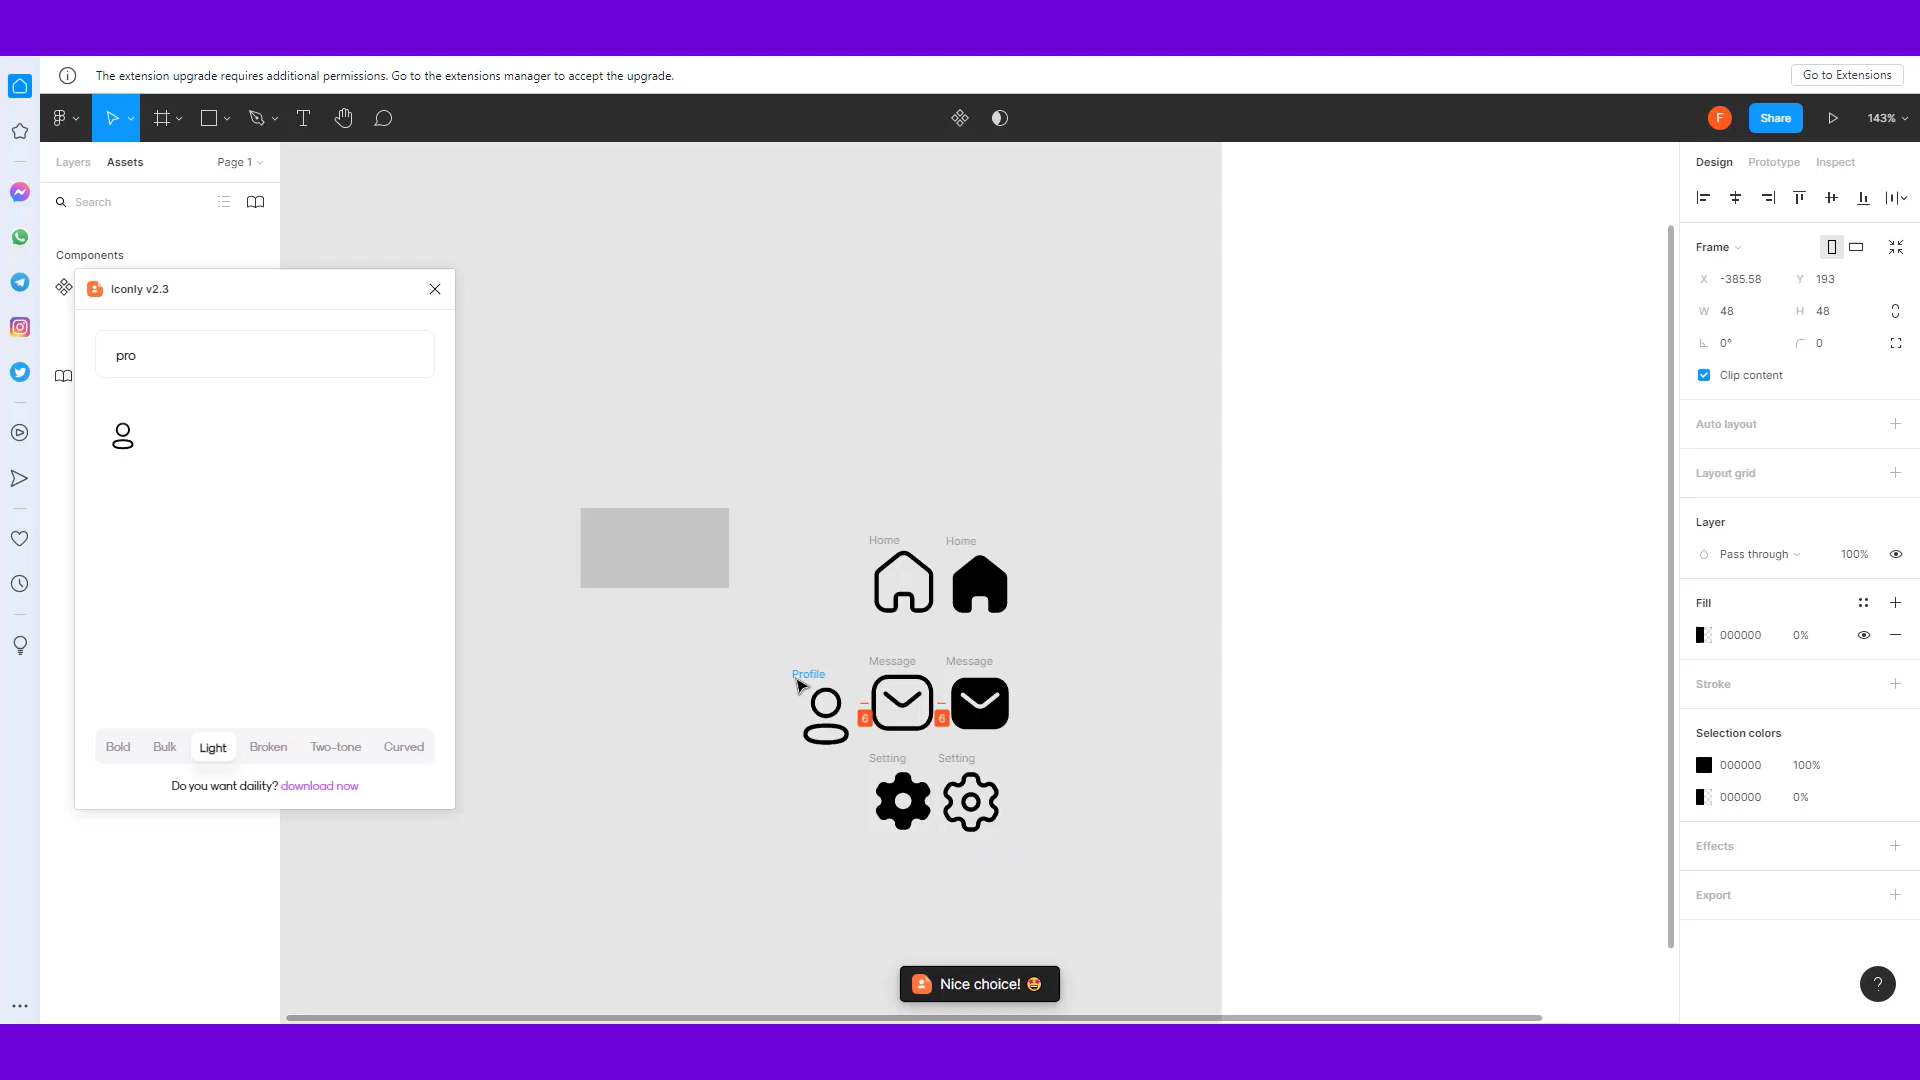 The extension upgrade requires additional permissions. Go to the extensions manager to accept the upgrade.
Go to Extensions
F
Share
143%
Layers
Assets
Page 1
Search
Components
Iconly v2.3
pro
Bold
Bulk
Light
Broken
Two-tone
Curved
Do you want daility? download now
Home
Home
Profile
Message
Message
6
6
Setting
Setting
Nice choice! 🤩
Design
Prototype
Inspect
Frame
X -385.58
Y 193
W 48
H 48
0°
0
Clip content
Auto layout
Layout grid
Layer
Pass through
100%
Fill
000000
0%
Stroke
Selection colors
000000
100%
000000
0%
Effects
Export
?